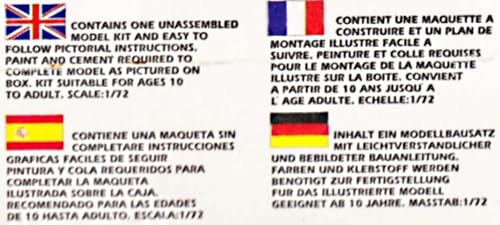 CONTAINS ONE UNASSEMBLED
MODEL KIT AND EASY TO
FOLLOW PICTORIAL INSTRUCTIONS.
PAINT AND CEMENT REQUIRED TO
COMPLETE MODEL AS PICTURED ON
BOX. KIT SUITABLE FOR AGES 10
TO ADULT. SCALE:1/72
CONTIENT UNE MAQUETTE A
CONSTRUIRE ET UN PLAN DE
MONTAGE ILLUSTRE FACILE A
SUIVRE. PEINTURE ET COLLE REQUISES
POUR LE MONTAGE DE LA MAQUETTE
ILLUSTRE SUR LA BOITE. CONVIENT
A PARTIR DE 10 ANS JUSQU'A
L'AGE ADULTE. ECHELLE:1/72
CONTIENE UNA MAQUETA SIN
COMPLETARE INSTRUCCIONES
GRAFICAS FACILES DE SEGUIR
PINTURA Y COLA REQUERIDOS PARA
COMPLETAR LA MAQUETA
ILUSTRADA SOBRE LA CAJA.
RECOMENDADO PARA LAS EDADES
DE 10 HASTA ADULTO. ESCALA:1/72
INHALT EIN MODELLBAUSATZ
MIT LEICHTVERSTANDLICHER
UND BEBILDETER BAUANLEITUNG.
FARBEN UND KLEBSTOFF WERDEN
BENOTIGT ZUR FERTIGSTELLUNG
FUR DAS ILLUSTRIERTE MODELL
GEEIGNET AB 10 JAHRE. MASSTAB:1/72